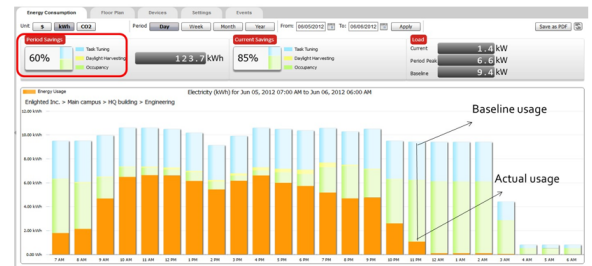 Energy Consumption Floor Plan Devices Settings Events
Unit $ kWh CO2 Period Day Week Month Year From: 06/05/2012 To: 06/06/2012 Apply Save as PDF
Period Savings Current Savings Load
60% Task Tuning Daylight Harvesting Occupancy 123.7 kWh 85% Task Tuning Daylight Harvesting Occupancy
Current 1.4 kW
Period Peak 6.6 kW
Baseline 9.4 kW
Energy Usage Electricity (kWh) for Jun 05, 2012 07:00 AM to Jun 06, 2012 06:00 AM
Enlighted Inc. > Main campus > HQ building > Engineering
12.00 kWh
Baseline usage
10.00 kWh
8.00 kWh
6.00 kWh
Actual usage
4.00 kWh
2.00 kWh
0.00 kWh
7 AM 8 AM 9 AM 10 AM 11 AM 12 PM 1 PM 2 PM 3 PM 4 PM 5 PM 6 PM 7 PM 8 PM 9 PM 10 PM 11 PM 12 AM 1 AM 2 AM 3 AM 4 AM 5 AM 6 AM